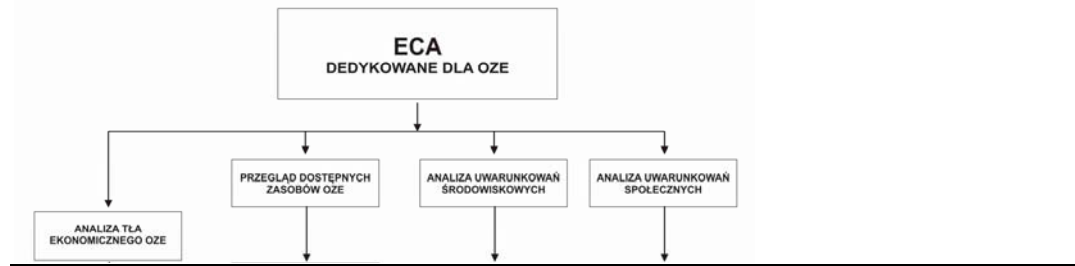 ECA
DEDYKOWANE DLA OZE
PRZEGLĄD DOSTĘPNYCH
ZASOBÓW OZE
ANALIZA UWARUNKOWAŃ
ŚRODOWISKOWYCH
ANALIZA UWARUNKOWAŃ
SPOŁECZNYCH
ANALIZA TŁA
EKONOMICZNEGO OZE